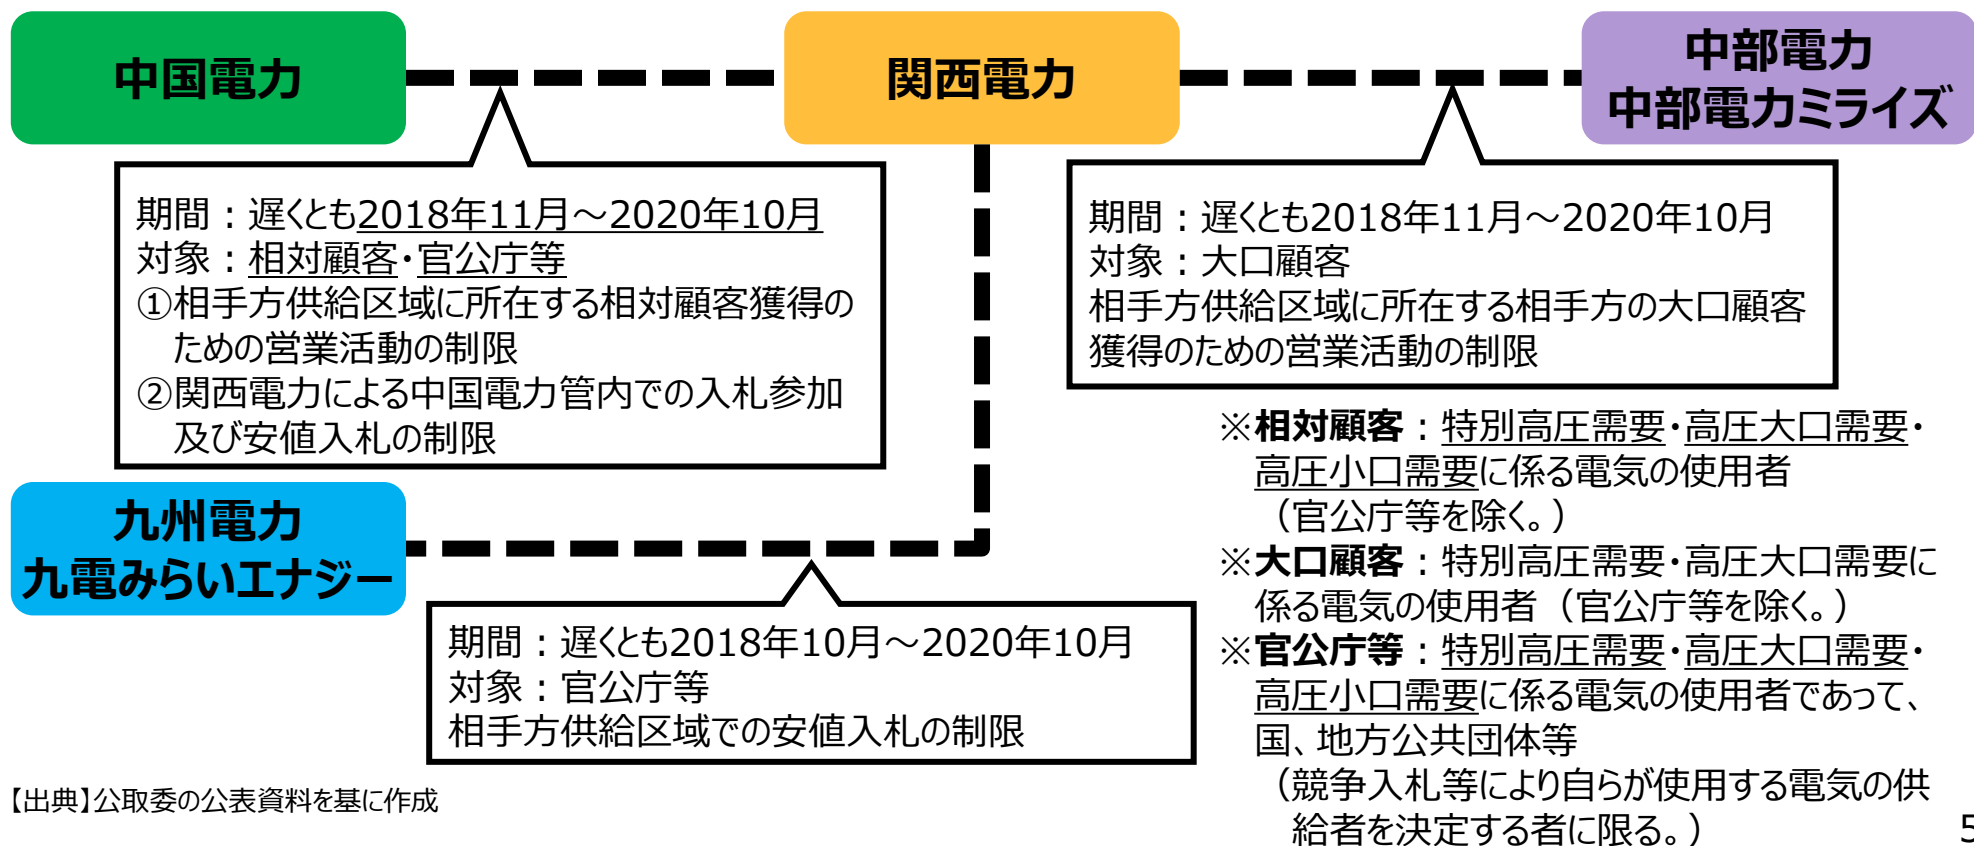 中国電力
関西電力
中部電力
中部電力ミライズ
期間：遅くとも2018年11月～2020年10月
対象：相対顧客・官公庁等
①相手方供給区域に所在する相対顧客獲得の
ための営業活動の制限
②関西電力による中国電力管内での入札参加
及び安値入札の制限
期間：遅くとも2018年11月～2020年10月
対象：大口顧客
相手方供給区域に所在する相手方の大口顧客
獲得のための営業活動の制限
九州電力
九電みらいエナジー
期間：遅くとも2018年10月～2020年10月
対象：官公庁等
相手方供給区域での安値入札の制限
※相対顧客：特別高圧需要・高圧大口需要・
高圧小口需要に係る電気の使用者
（官公庁等を除く。）
※大口顧客：特別高圧需要・高圧大口需要に
係る電気の使用者（官公庁等を除く。）
※官公庁等：特別高圧需要・高圧大口需要・
高圧小口需要に係る電気の使用者であって、
国、地方公共団体等
（競争入札等により自らが使用する電気の供
給者を決定する者に限る。）
【出典】公取委の公表資料を基に作成
5